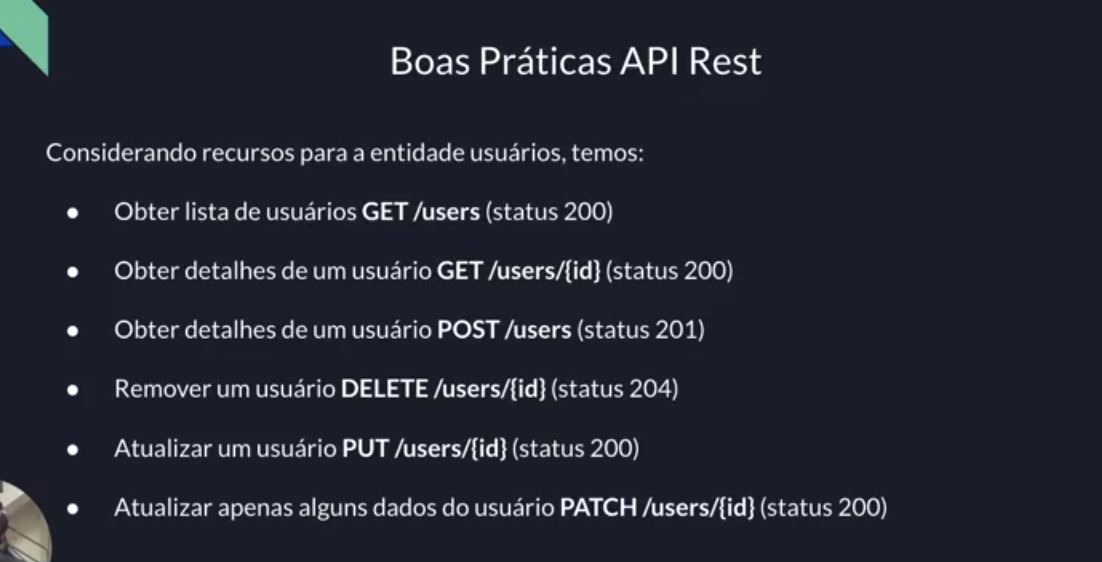 Boas Práticas API Rest
Considerando recursos para a entidade usuários, temos:
● Obter lista de usuários GET /users (status 200)
● Obter detalhes de um usuário GET /users/{id} (status 200)
● Obter detalhes de um usuário POST /users (status 201)
● Remover um usuário DELETE /users/{id} (status 204)
● Atualizar um usuário PUT /users/{id} (status 200)
● Atualizar apenas alguns dados do usuário PATCH /users/{id} (status 200)